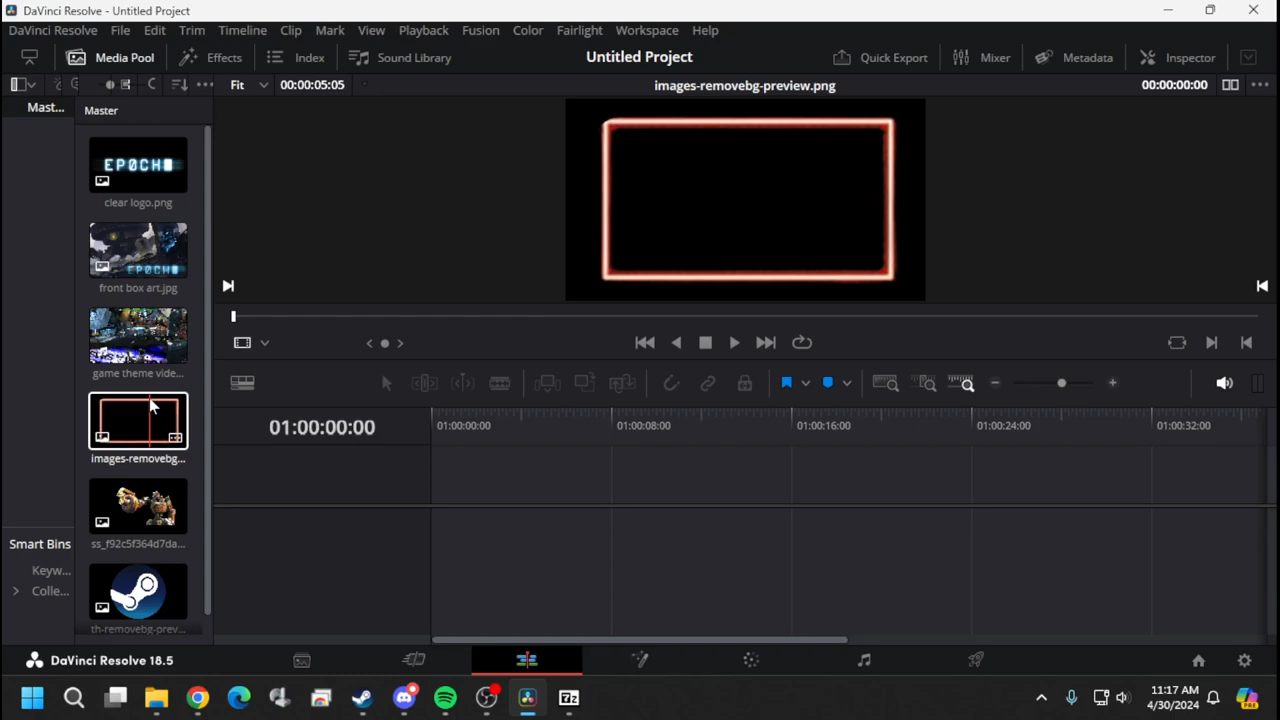 DaVinci Resolve - Untitled Project
DaVinci Resolve File Edit Trim Timeline Clip Mark View Playback Fusion Color Fairlight Workspace Help
Media Pool Effects Index Sound Library Untitled Project Quick Export Mixer Metadata Inspector
Fit 00:00:05:05 images-removebg-preview.png 00:00:00:00
Mast... Master
EPOCH
clear logo.png
EPOCH
front box art.jpg
game theme vide...
images-removebg...
ss_f92c5f364d7da...
th-removebg-prev...
Smart Bins
Keyw...
Colle...
01:00:00:00
01:00:00:00 01:00:08:00 01:00:16:00 01:00:24:00 01:00:32:00
DaVinci Resolve 18.5
7z
11:17 AM
4/30/2024
PRE